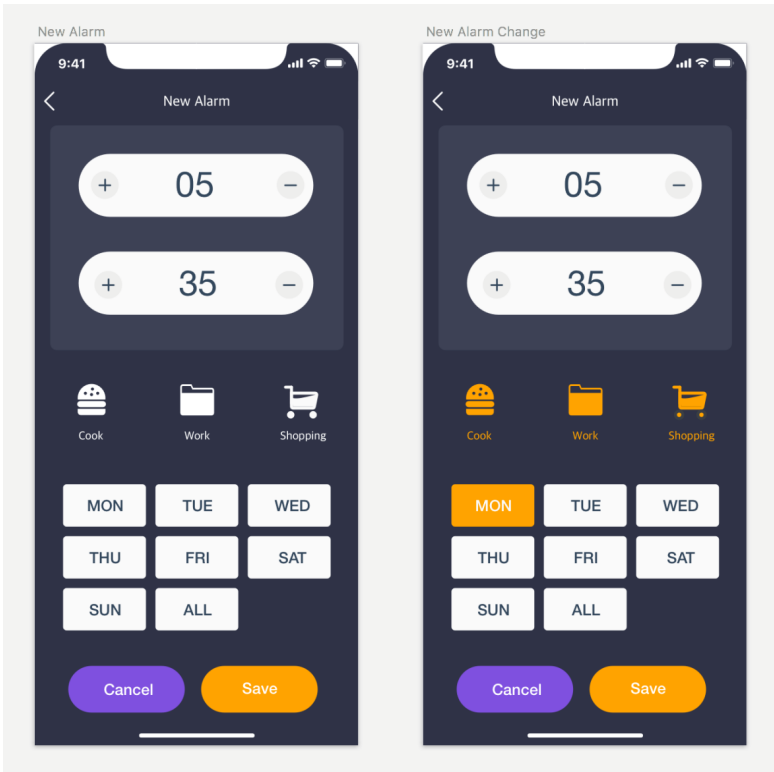 New Alarm
9:41
New Alarm
+ 05 −
+ 35 −
Cook Work Shopping
MON TUE WED
THU FRI SAT
SUN ALL
Cancel Save
New Alarm Change
9:41
New Alarm
+ 05 −
+ 35 −
Cook Work Shopping
MON TUE WED
THU FRI SAT
SUN ALL
Cancel Save